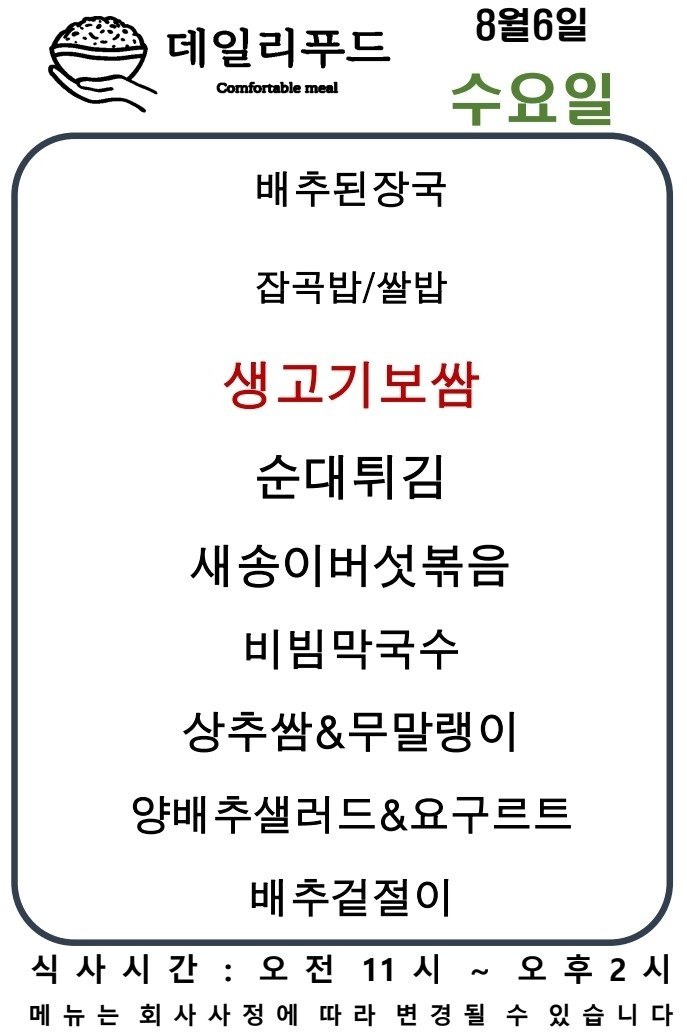 데일리푸드
Comfortable meal
8월6일
수요일
배추된장국
잡곡밥/쌀밥
생고기보쌈
순대튀김
새송이버섯볶음
비빔막국수
상추쌈&무말랭이
양배추샐러드&요구르트
배추겉절이
식사시간 : 오전 11시 ~ 오후2시
메뉴는 회사사정에 따라 변경될 수 있습니다